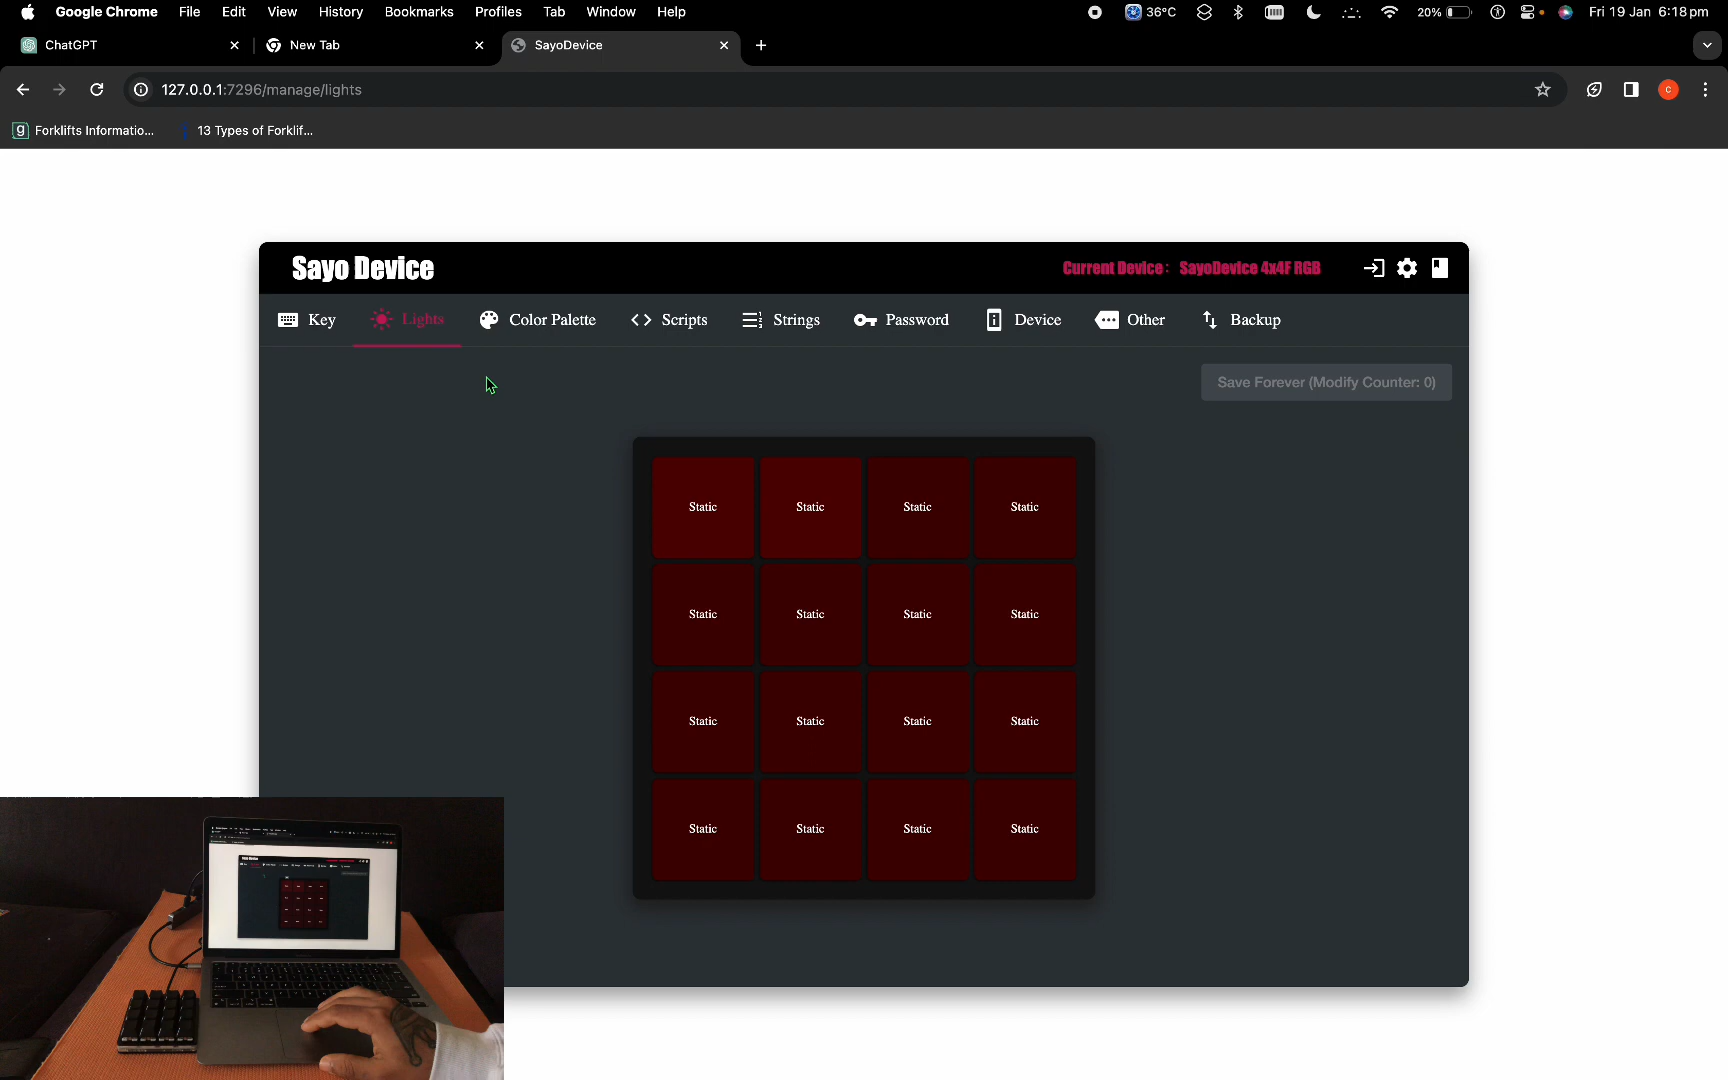 Google Chrome File Edit View History Bookmarks Profiles Tab Window Help 36°C 20% Fri 19 Jan 6:18 pm
ChatGPT New Tab SayoDevice
127.0.0.1:7296/manage/lights
Forklifts Informatio... 13 Types of Forklif...
Sayo Device Current Device: SayoDevice 4x4F RGB
Key Lights Color Palette Scripts Strings Password Device Other Backup
Save Forever (Modify Counter: 0)
Static Static Static Static
Static Static Static Static
Static Static Static Static
Static Static Static Static